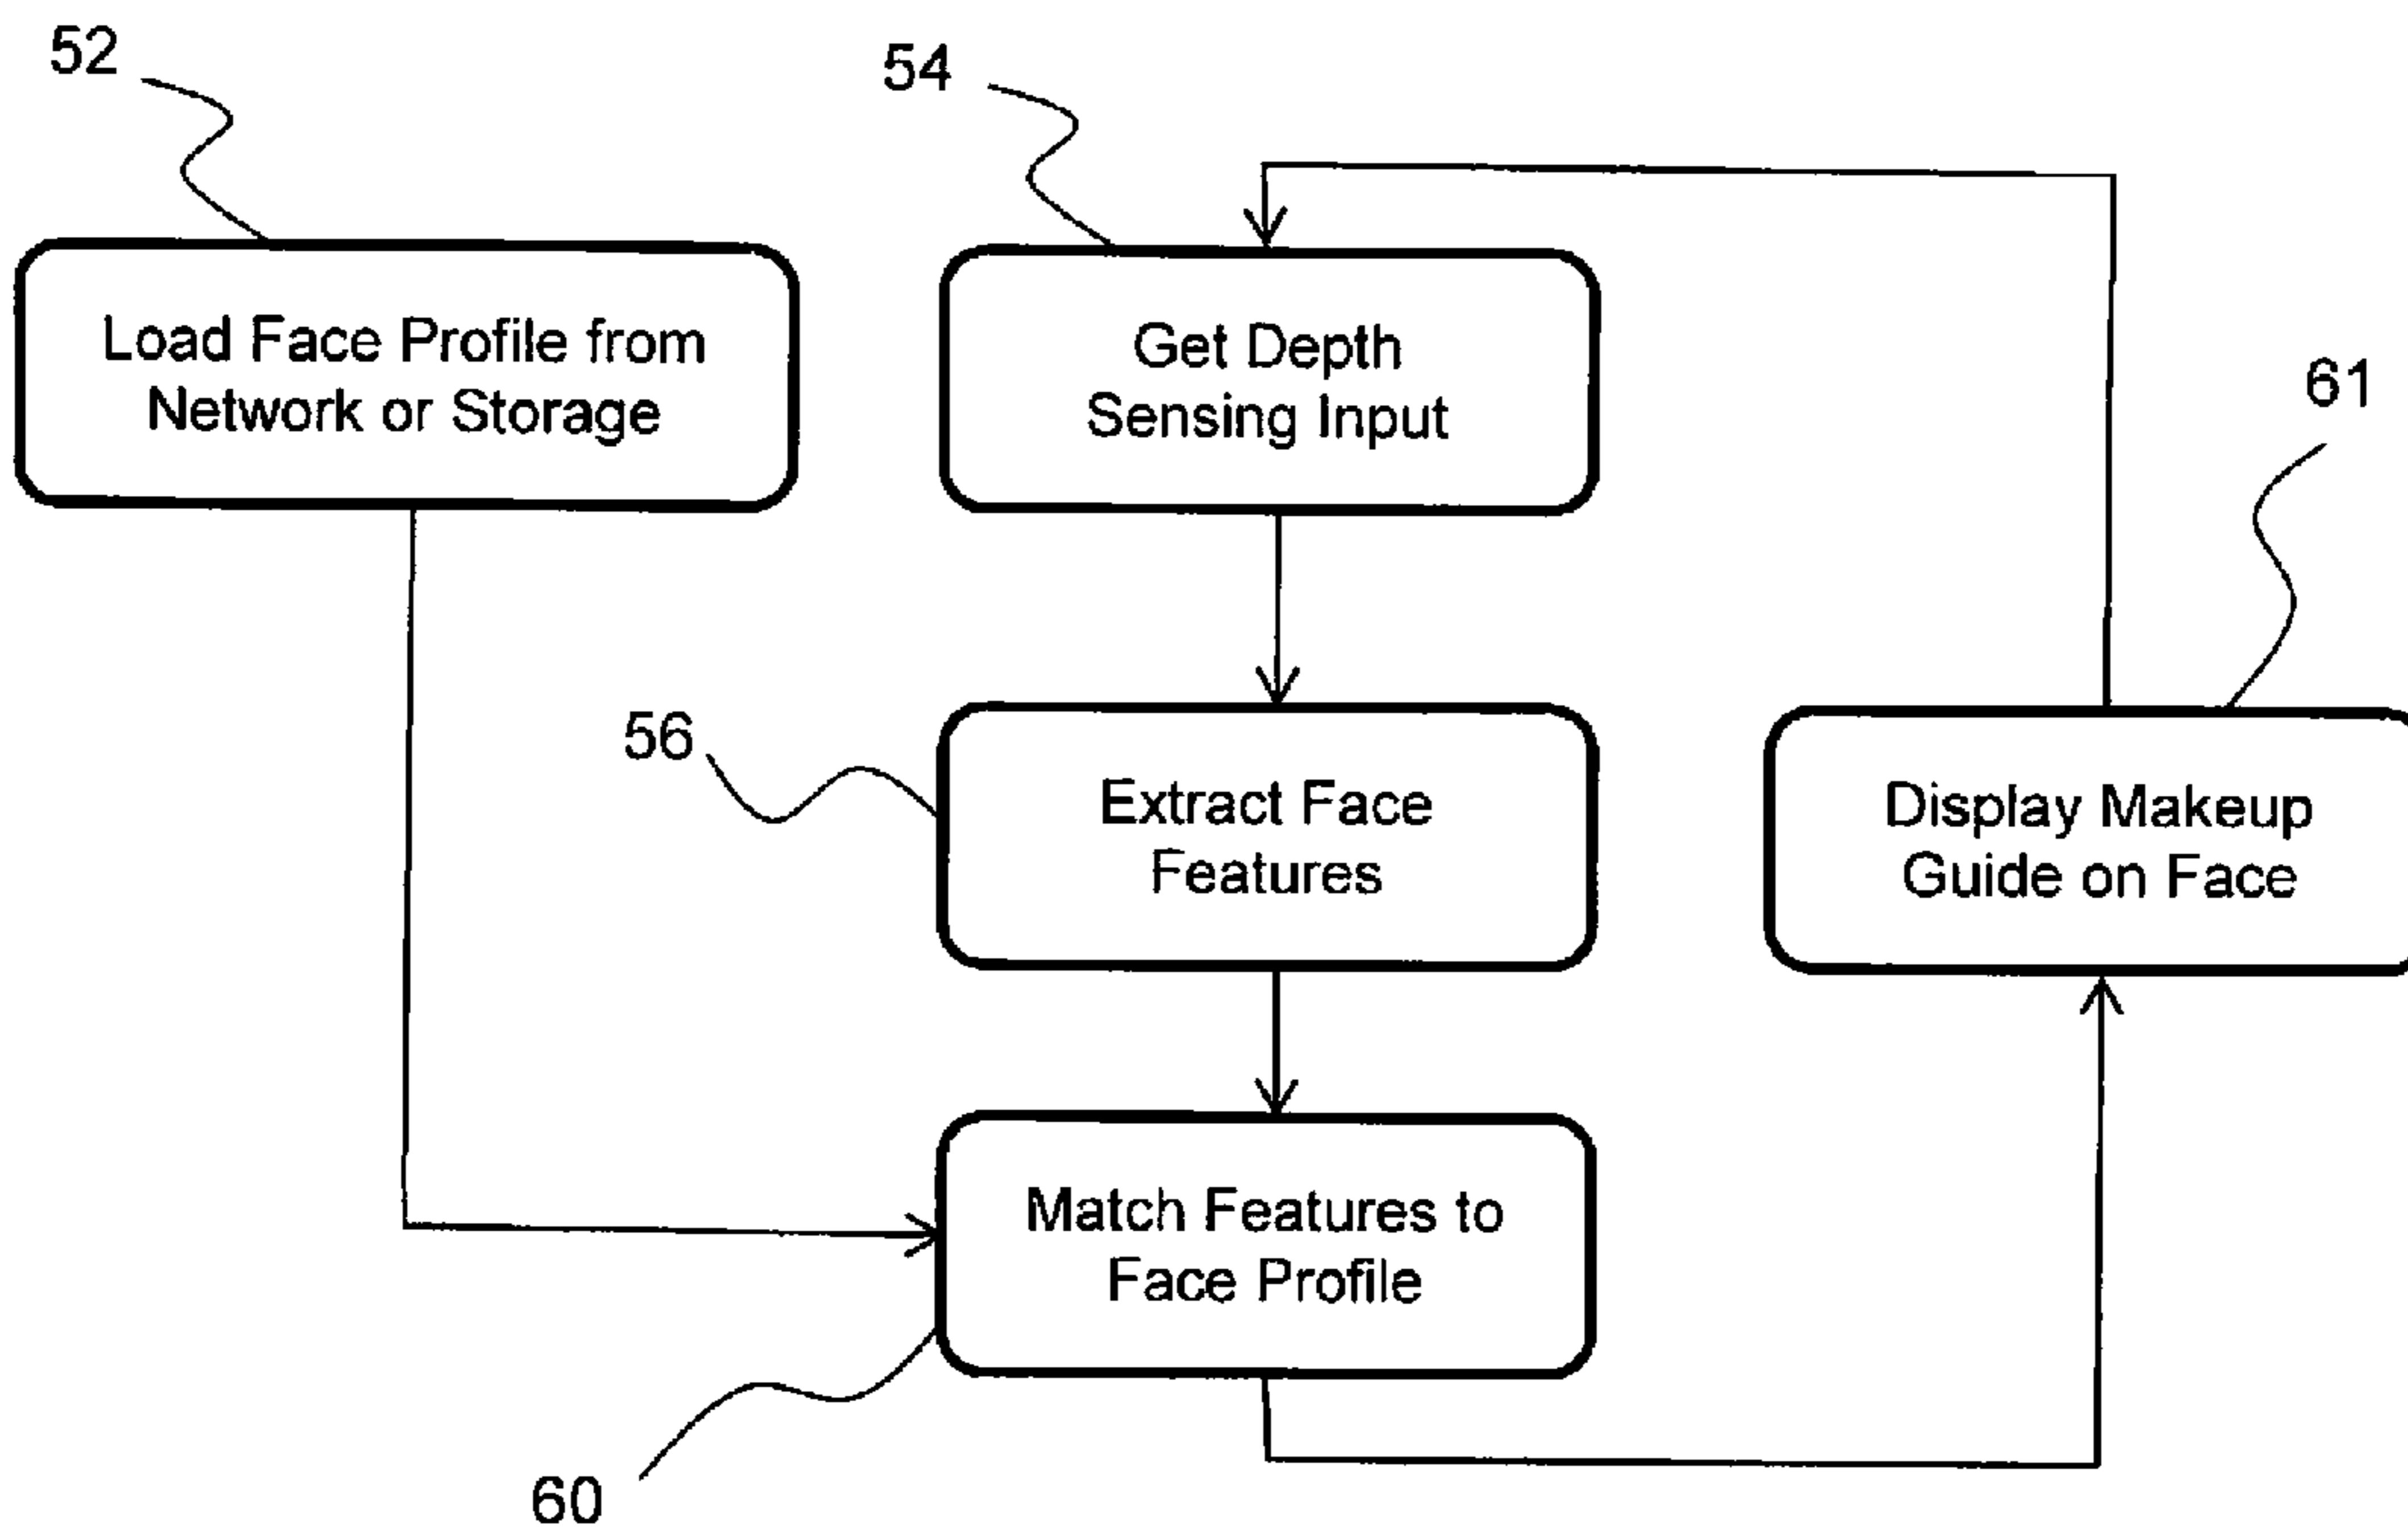 52
54
Load Face Profile from
Network or Storage
Get Depth
Sensing Input
61
56
Extract Face
Features
Display Makeup
Guide on Face
Match Features to
Face Profile
60